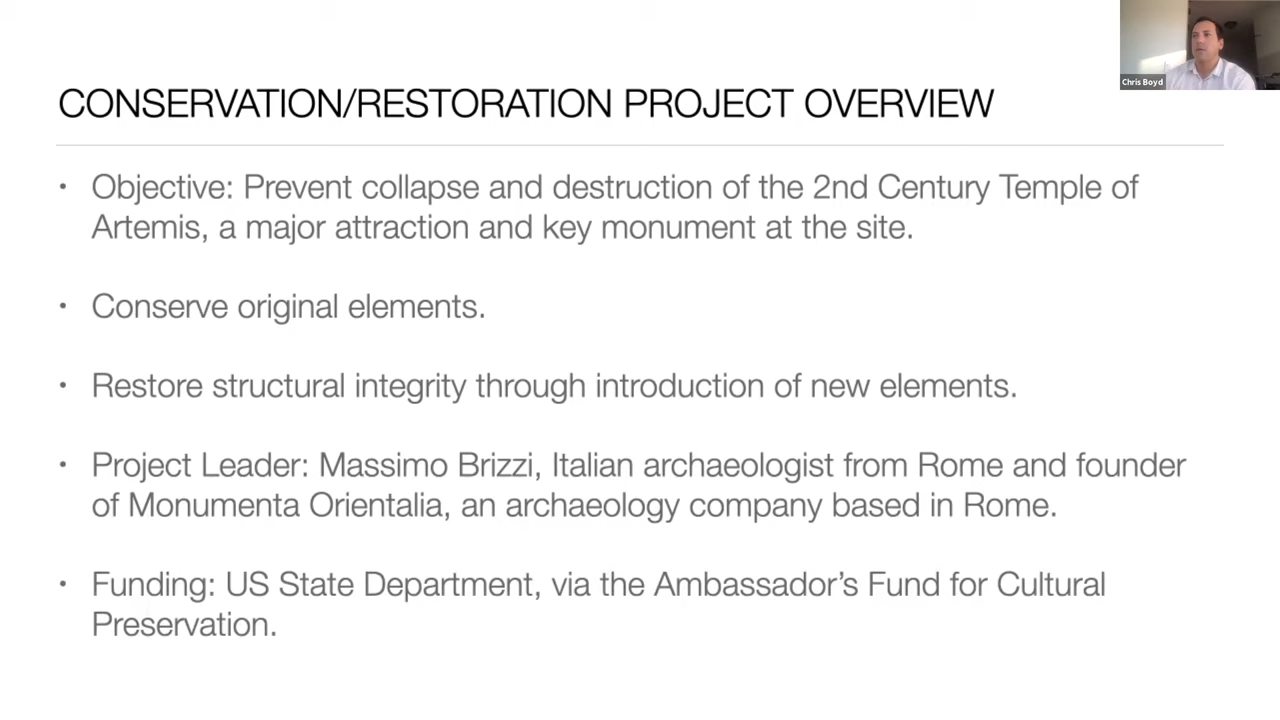 Chris Boyd
CONSERVATION/RESTORATION PROJECT OVERVIEW
• Objective: Prevent collapse and destruction of the 2nd Century Temple of
Artemis, a major attraction and key monument at the site.
• Conserve original elements.
• Restore structural integrity through introduction of new elements.
• Project Leader: Massimo Brizzi, Italian archaeologist from Rome and founder
of Monumenta Orientalia, an archaeology company based in Rome.
• Funding: US State Department, via the Ambassador’s Fund for Cultural
Preservation.